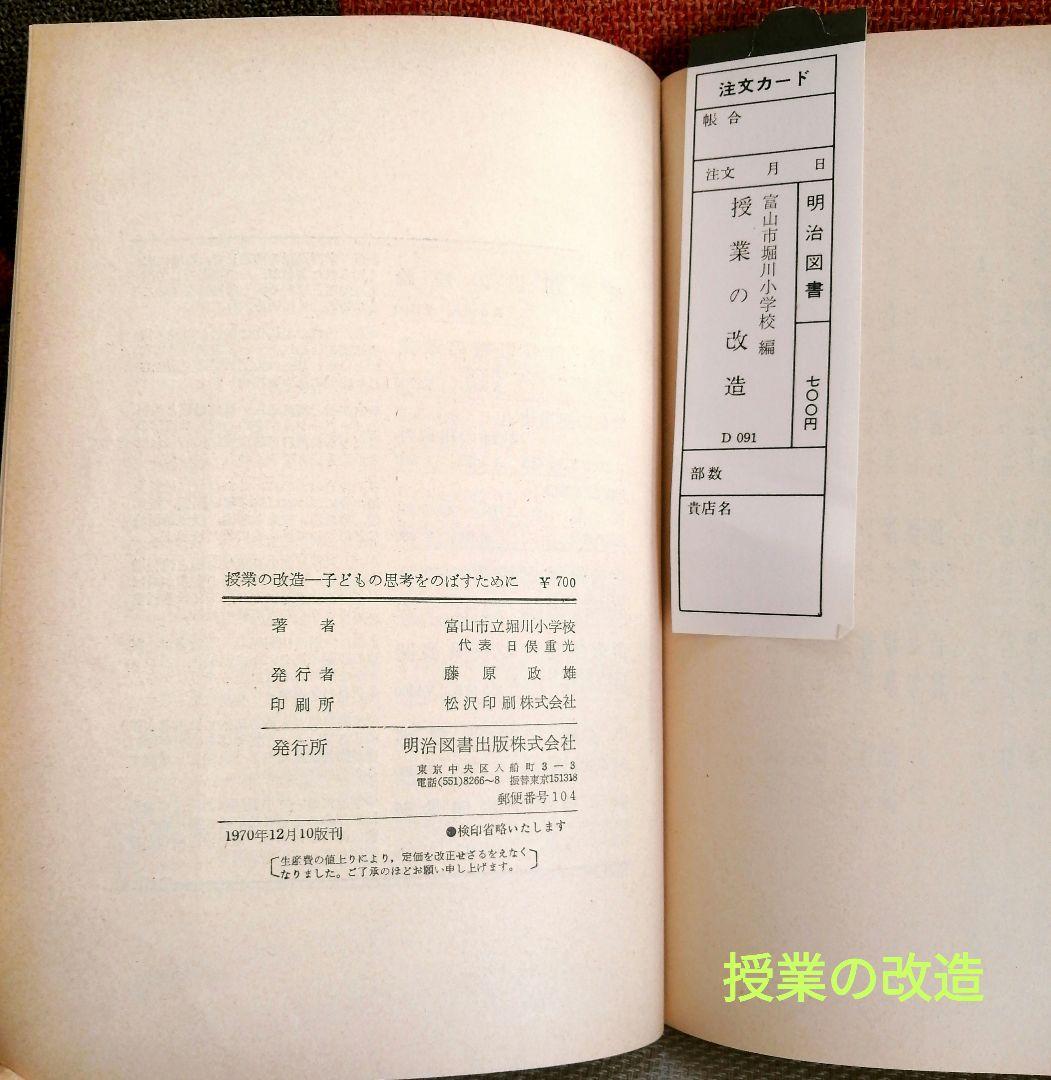 授業の改造―子どもの思考をのばすために ¥700
著者 富山市立堀川小学校
代表 日俣重光
発行者 藤原政雄
印刷所 松沢印刷株式会社
発行所 明治図書出版株式会社
東京中央区入船町3―3
電話(551)8266〜8 振替東京151318
郵便番号104
1970年12月10版刊 ●検印省略いたします
生産費の値上りにより,定価を改正せざるをえなく
なりました。ご了承のほどお願い申し上げます。
注文カード
帳合
注文 月 日
明治図書 七〇〇円
富山市堀川小学校編
授業の改造
D 091
部数
貴店名
授業の改造